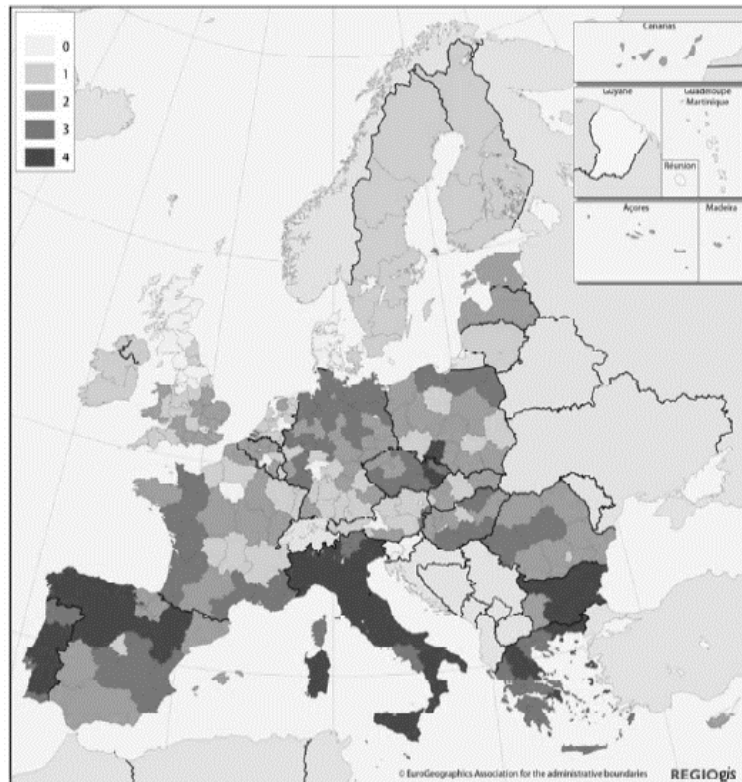 0
1
2
3
4
Canarias
Guyane
Guadeloupe
Martinique
Réunion
Açores
Madeira
© EuroGeographics Association for the administrative boundaries
REGIOgis